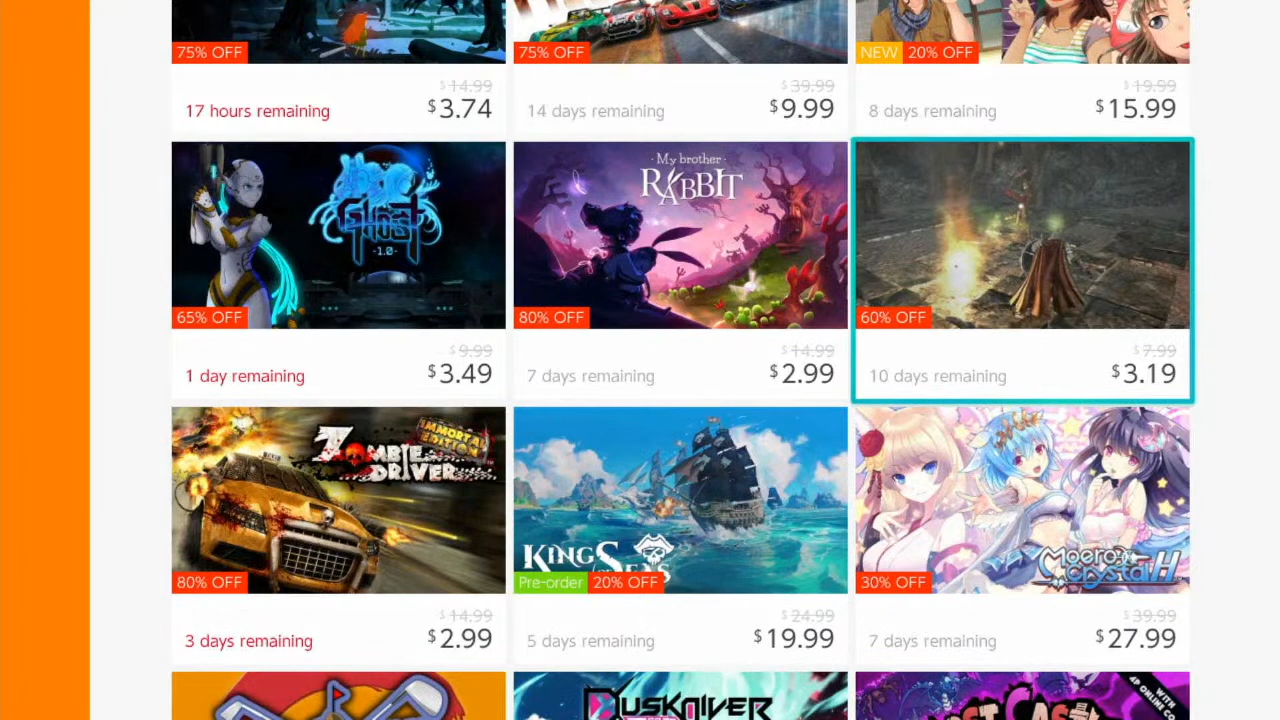 75% OFF
75% OFF
NEW 20% OFF
$14.99
17 hours remaining $3.74
$39.99
14 days remaining $9.99
$19.99
8 days remaining $15.99
GHOST
-1.0-
65% OFF
· My brother ·
RABBIT
80% OFF
60% OFF
$9.99
1 day remaining $3.49
$14.99
7 days remaining $2.99
$7.99
10 days remaining $3.19
ZOMBIE
DRIVER
IMMORTAL
EDITION
80% OFF
KING OF
SEAS
Pre-order 20% OFF
Moero
Crystal H
30% OFF
$14.99
3 days remaining $2.99
$24.99
5 days remaining $19.99
$39.99
7 days remaining $27.99
DUSK DIVER
WITH